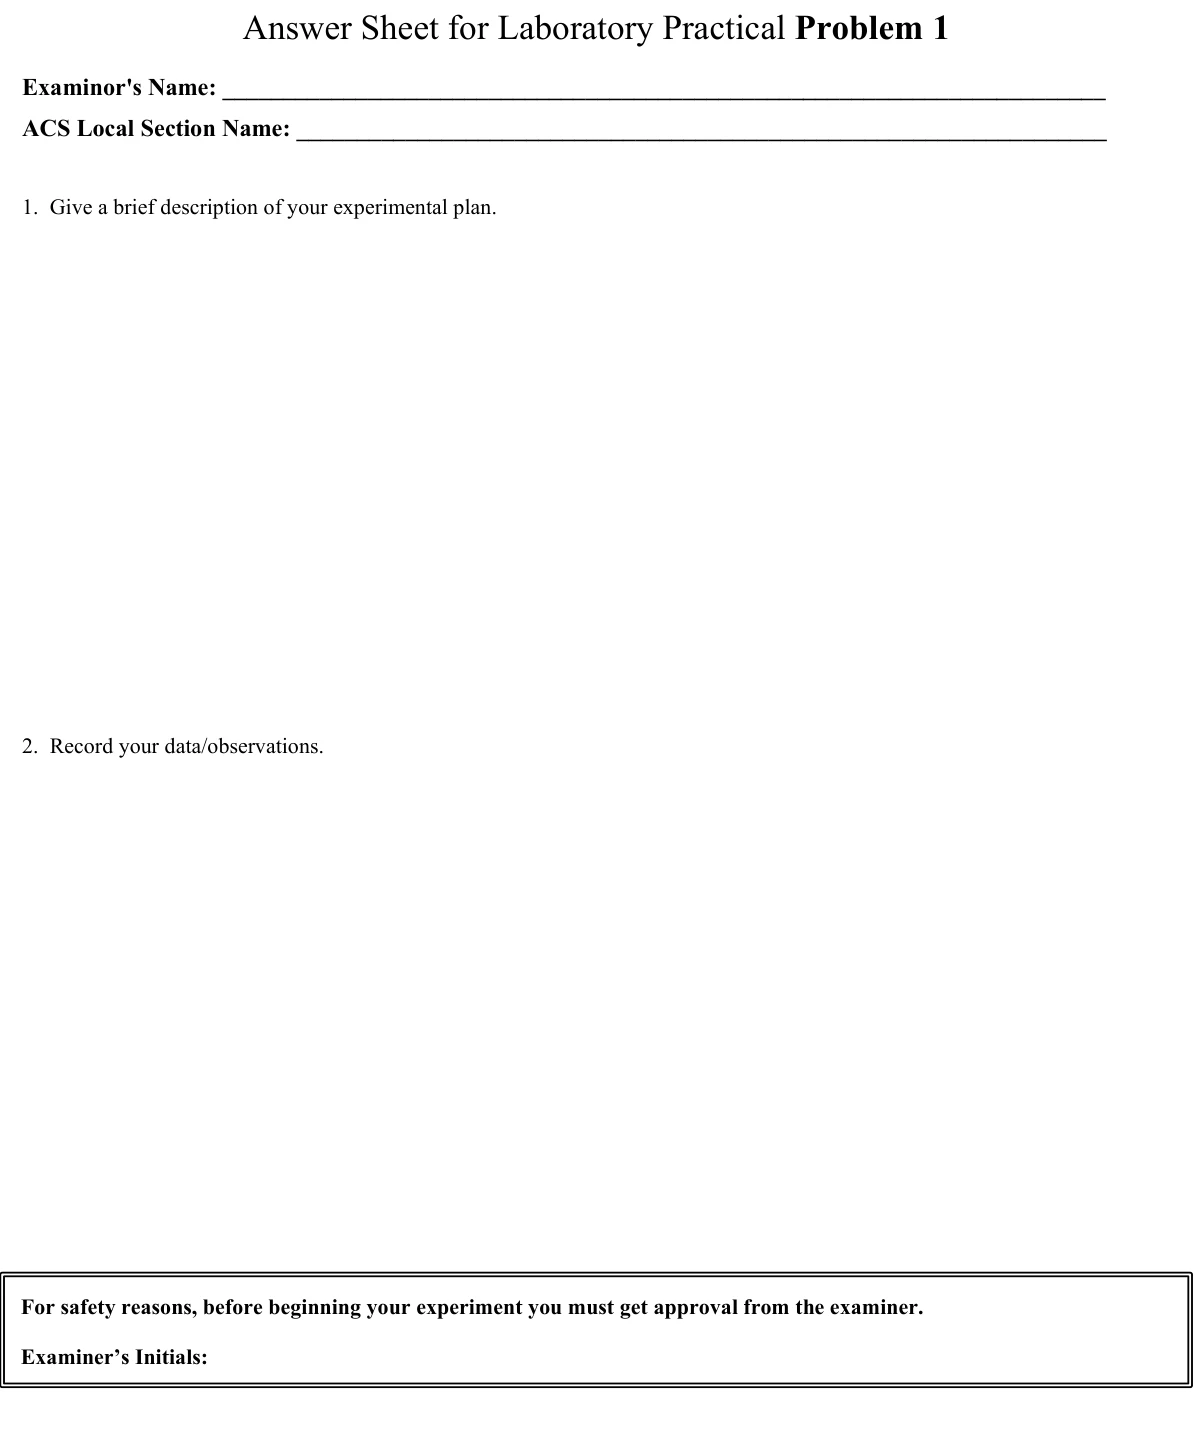 Answer Sheet for Laboratory Practical Problem 1
Examinor's Name: ___________________________________________________________________________
ACS Local Section Name: _____________________________________________________________________
1. Give a brief description of your experimental plan.
2. Record your data/observations.
For safety reasons, before beginning your experiment you must get approval from the examiner.
Examiner’s Initials: